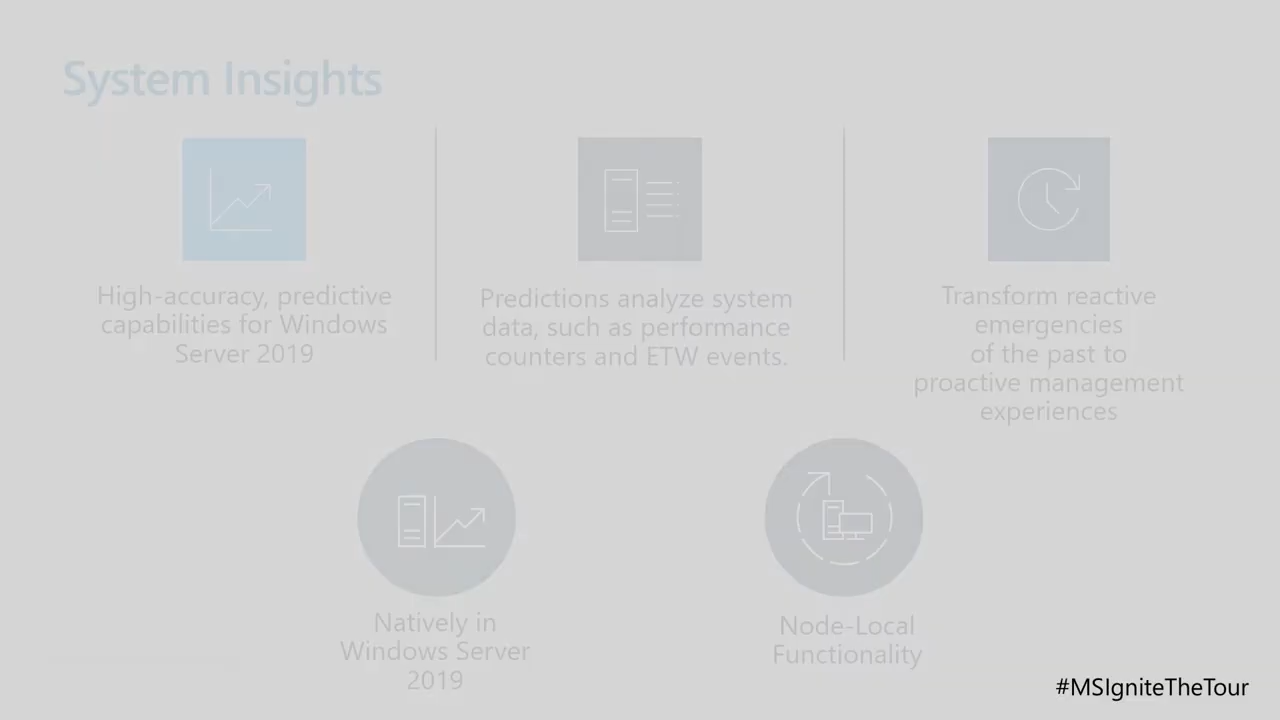 System Insights
High-accuracy, predictive
capabilities for Windows
Server 2019
Predictions analyze system
data, such as performance
counters and ETW events.
Transform reactive
emergencies
of the past to
proactive management
experiences
Natively in
Windows Server
2019
Node-Local
Functionality
#MSIgniteTheTour